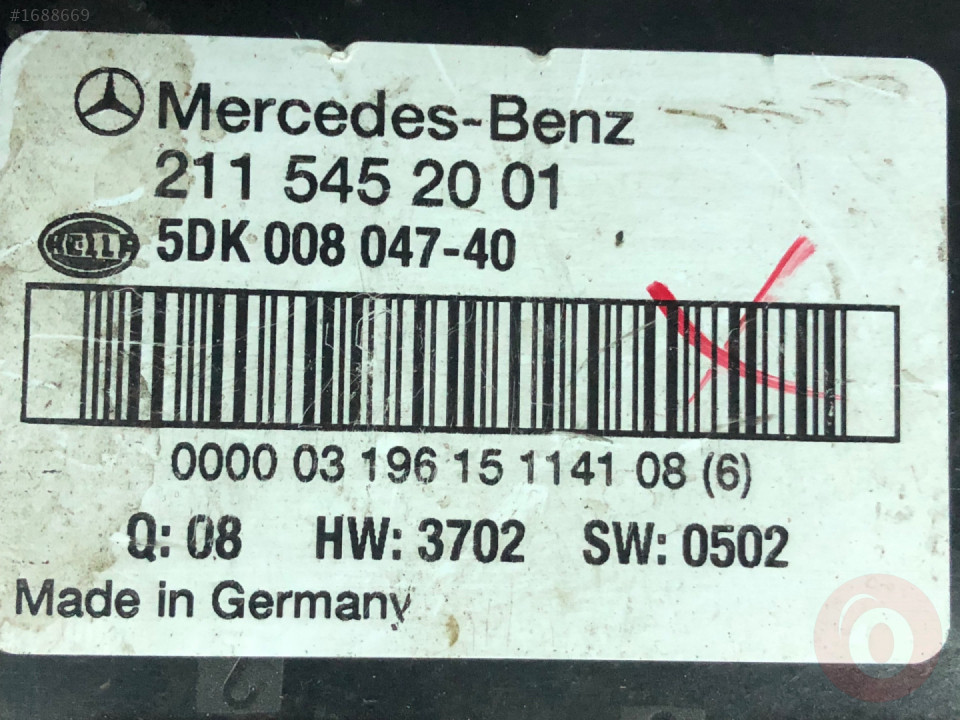 #1688669
Mercedes-Benz
211 545 20 01
HELLA 5DK 008 047-40
0000 03 196 15 1141 08 (6)
Q: 08 HW: 3702 SW: 0502
Made in Germany